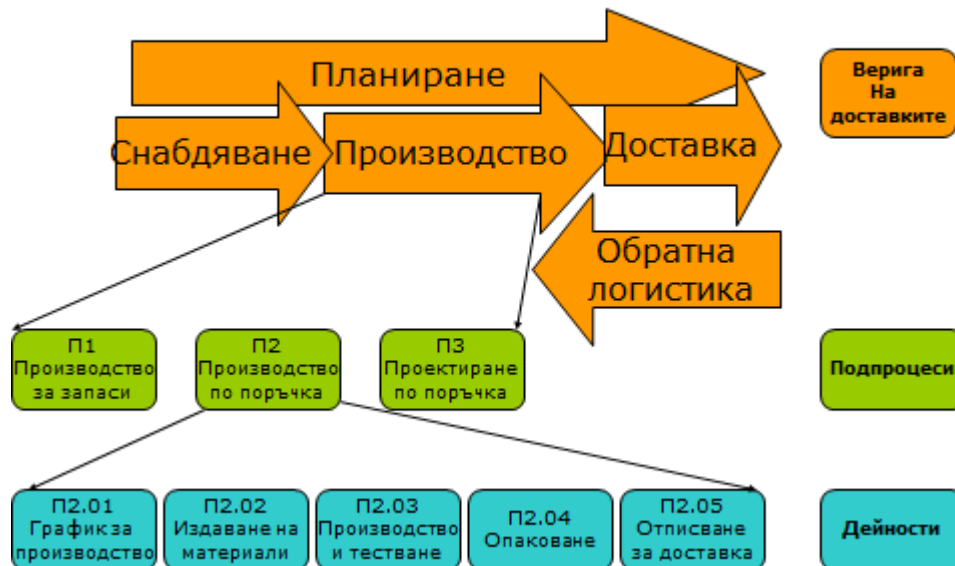 Планиране
Верига
На
доставките
Снабдяване
Производство
Доставка
Обратна
логистика
П1
Производство
за запаси
П2
Производство
по поръчка
П3
Проектиране
по поръчка
Подпроцеси
П2.01
График за
производство
П2.02
Издаване на
материали
П2.03
Производство
и тестване
П2.04
Опаковане
П2.05
Отписване
за доставка
Дейности